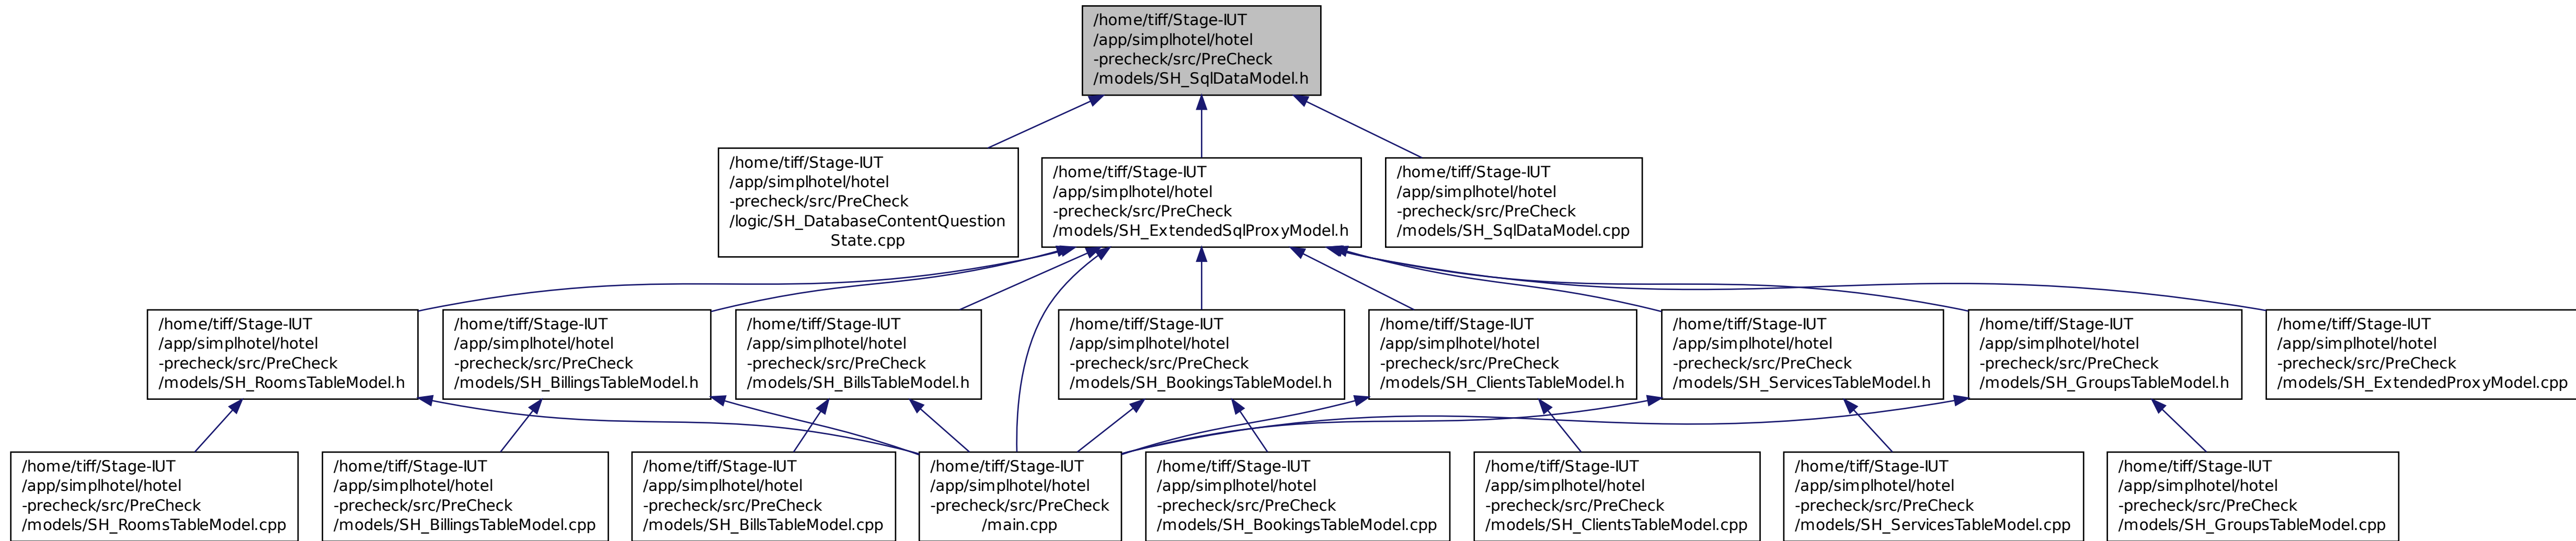 /home/tiff/Stage-IUT
/app/simplhotel/hotel
-precheck/src/PreCheck
/models/SH_SqlDataModel.h
/home/tiff/Stage-IUT
/app/simplhotel/hotel
-precheck/src/PreCheck
/logic/SH_DatabaseContentQuestion
State.cpp
/home/tiff/Stage-IUT
/app/simplhotel/hotel
-precheck/src/PreCheck
/models/SH_ExtendedSqlProxyModel.h
/home/tiff/Stage-IUT
/app/simplhotel/hotel
-precheck/src/PreCheck
/models/SH_SqlDataModel.cpp
/home/tiff/Stage-IUT
/app/simplhotel/hotel
-precheck/src/PreCheck
/models/SH_RoomsTableModel.h
/home/tiff/Stage-IUT
/app/simplhotel/hotel
-precheck/src/PreCheck
/models/SH_BillingsTableModel.h
/home/tiff/Stage-IUT
/app/simplhotel/hotel
-precheck/src/PreCheck
/models/SH_BillsTableModel.h
/home/tiff/Stage-IUT
/app/simplhotel/hotel
-precheck/src/PreCheck
/models/SH_BookingsTableModel.h
/home/tiff/Stage-IUT
/app/simplhotel/hotel
-precheck/src/PreCheck
/models/SH_ClientsTableModel.h
/home/tiff/Stage-IUT
/app/simplhotel/hotel
-precheck/src/PreCheck
/models/SH_ServicesTableModel.h
/home/tiff/Stage-IUT
/app/simplhotel/hotel
-precheck/src/PreCheck
/models/SH_GroupsTableModel.h
/home/tiff/Stage-IUT
/app/simplhotel/hotel
-precheck/src/PreCheck
/models/SH_ExtendedProxyModel.cpp
/home/tiff/Stage-IUT
/app/simplhotel/hotel
-precheck/src/PreCheck
/models/SH_RoomsTableModel.cpp
/home/tiff/Stage-IUT
/app/simplhotel/hotel
-precheck/src/PreCheck
/models/SH_BillingsTableModel.cpp
/home/tiff/Stage-IUT
/app/simplhotel/hotel
-precheck/src/PreCheck
/models/SH_BillsTableModel.cpp
/home/tiff/Stage-IUT
/app/simplhotel/hotel
-precheck/src/PreCheck
/main.cpp
/home/tiff/Stage-IUT
/app/simplhotel/hotel
-precheck/src/PreCheck
/models/SH_BookingsTableModel.cpp
/home/tiff/Stage-IUT
/app/simplhotel/hotel
-precheck/src/PreCheck
/models/SH_ClientsTableModel.cpp
/home/tiff/Stage-IUT
/app/simplhotel/hotel
-precheck/src/PreCheck
/models/SH_ServicesTableModel.cpp
/home/tiff/Stage-IUT
/app/simplhotel/hotel
-precheck/src/PreCheck
/models/SH_GroupsTableModel.cpp